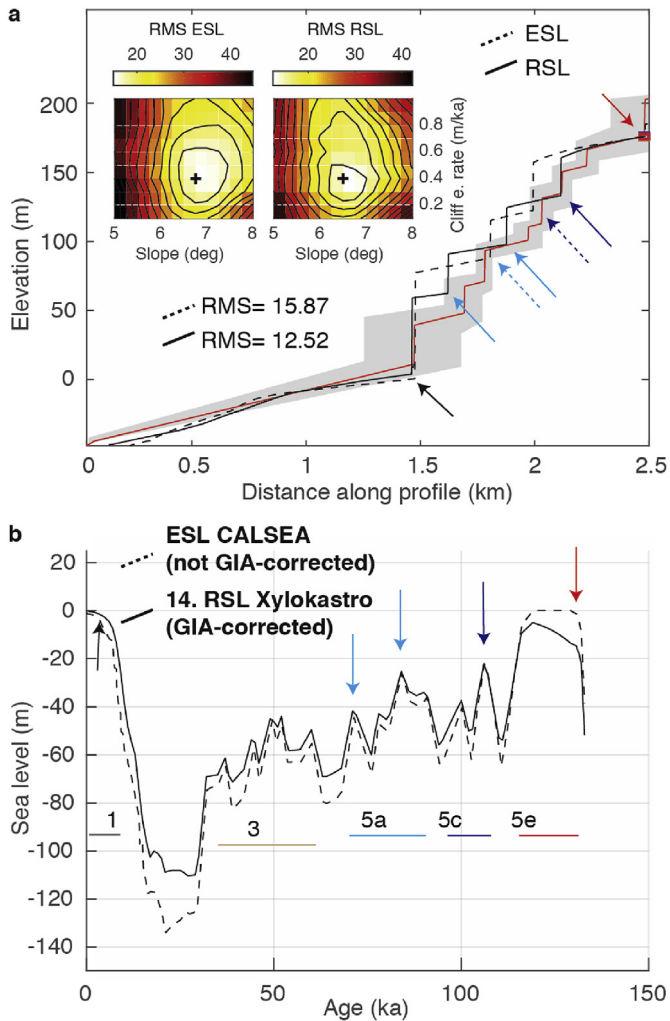 a
RMS ESL
RMS RSL
20 30 40
20 30 40
ESL
RSL
0.8
0.6
0.4
0.2
Cliff e. rate (m/ka)
5 6 7 8
5 6 7 8
Slope (deg)
Slope (deg)
200
150
100
50
0
Elevation (m)
RMS= 15.87
RMS= 12.52
0 0.5 1 1.5 2 2.5
Distance along profile (km)
b
ESL CALSEA
(not GIA-corrected)
14. RSL Xylokastro
(GIA-corrected)
20
0
-20
-40
-60
-80
-100
-120
-140
Sea level (m)
1 3 5a 5c 5e
0 50 100 150
Age (ka)